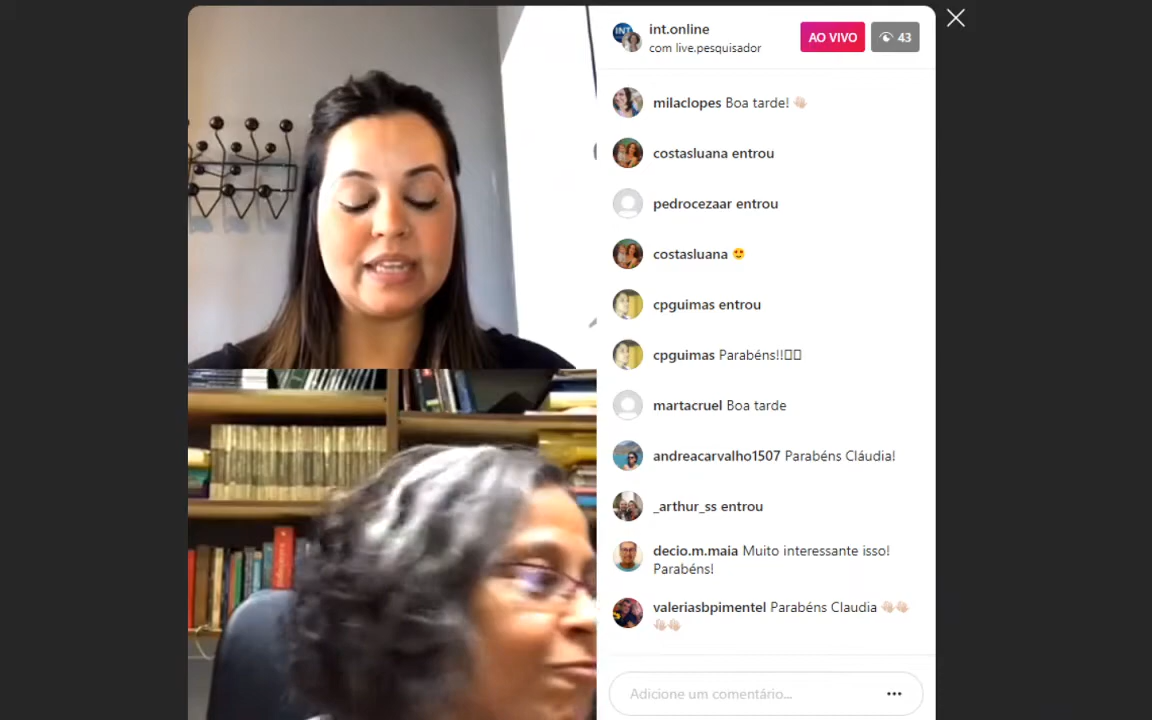 int.online
com live.pesquisador
AO VIVO
43
milaclopes Boa tarde! 👋🏻
costasluana entrou
pedrocezaar entrou
costasluana 😍
cpguimas entrou
cpguimas Parabéns!!
martacruel Boa tarde
andreacarvalho1507 Parabéns Cláudia!
_arthur_ss entrou
decio.m.maia Muito interessante isso!
Parabéns!
valeriasbpimentel Parabéns Claudia 👏🏻👏🏻
👏🏻👏🏻
Adicione um comentário...
INT